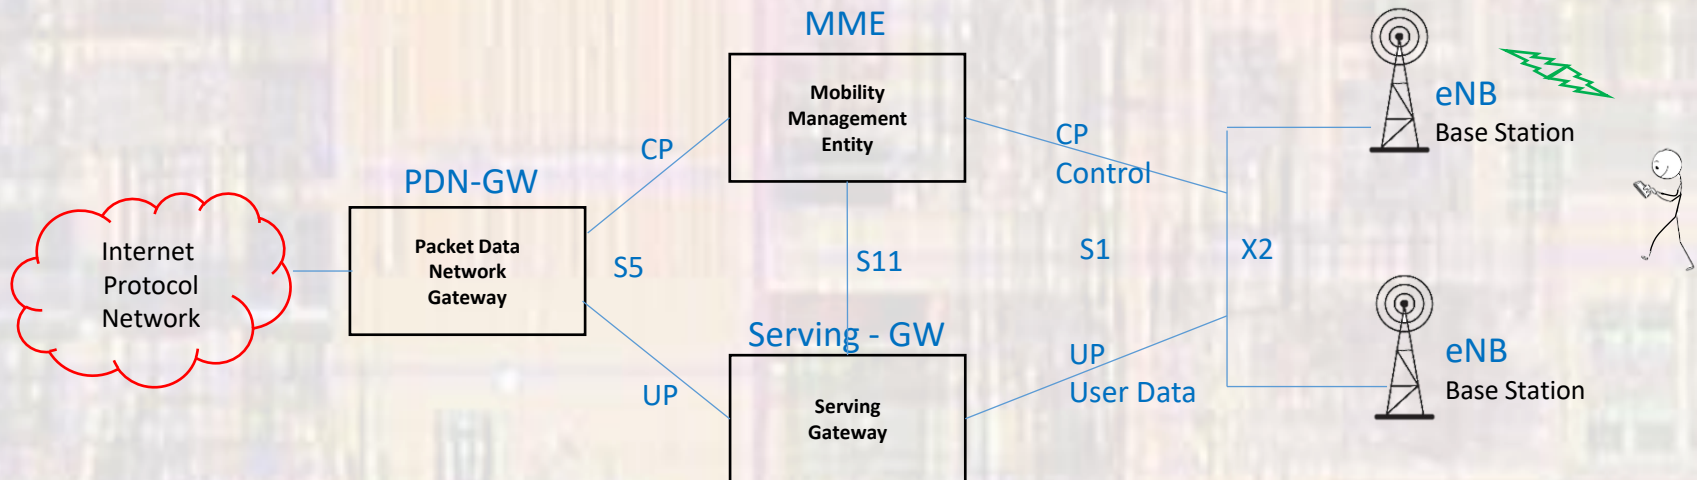 MME
Mobility
Management
Entity
eNB
Base Station
CP
CP
Control
PDN-GW
Packet Data
Network
Gateway
Internet
Protocol
Network
S5
S11
S1
X2
Serving - GW
Serving
Gateway
UP
UP
User Data
eNB
Base Station